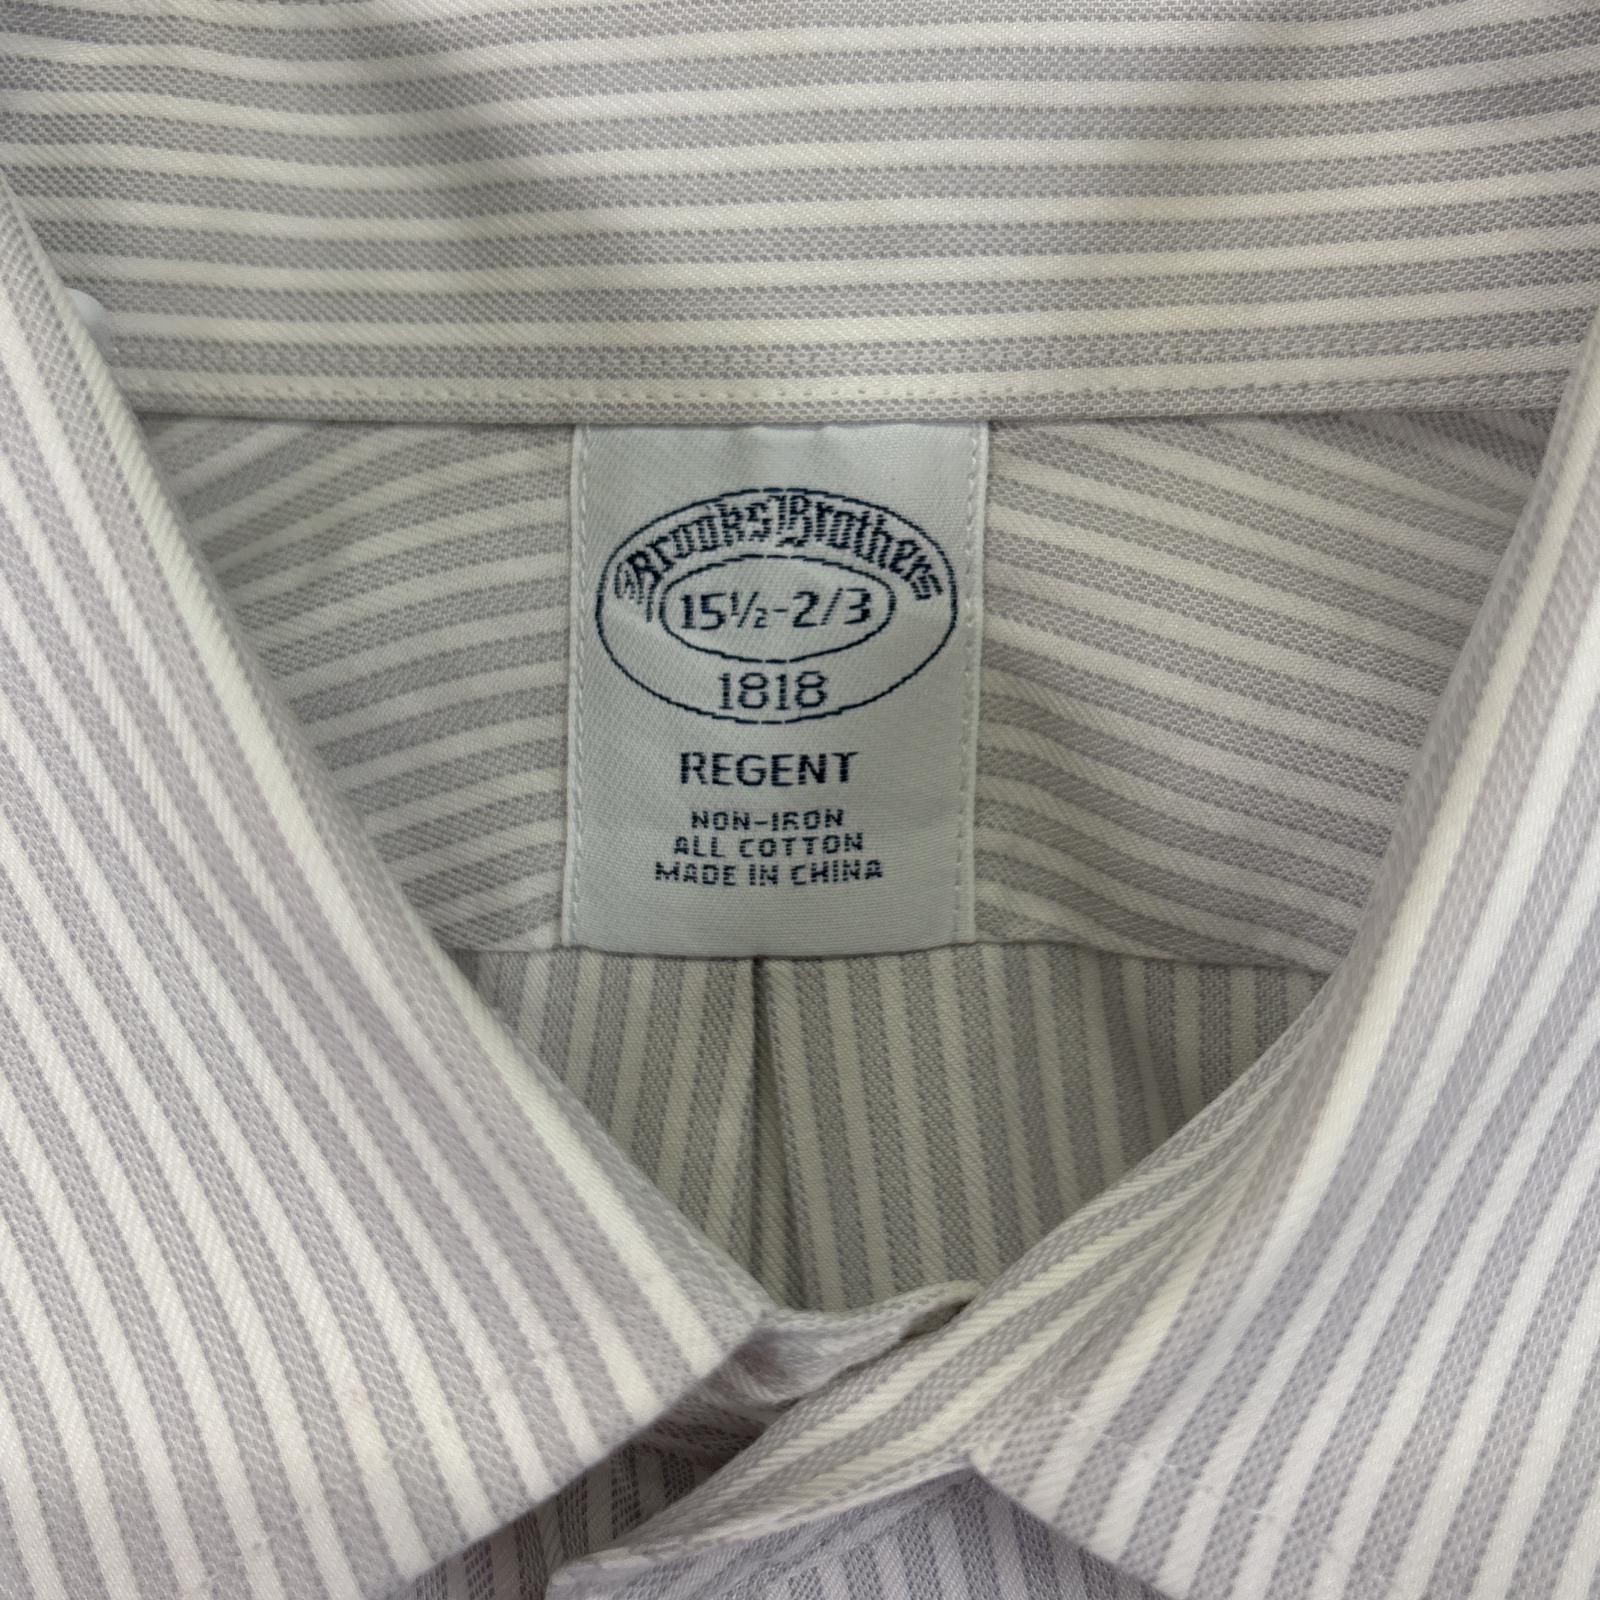 Brooks Brothers
15½-2/3
1818
REGENT
NON-IRON
ALL COTTON
MADE IN CHINA